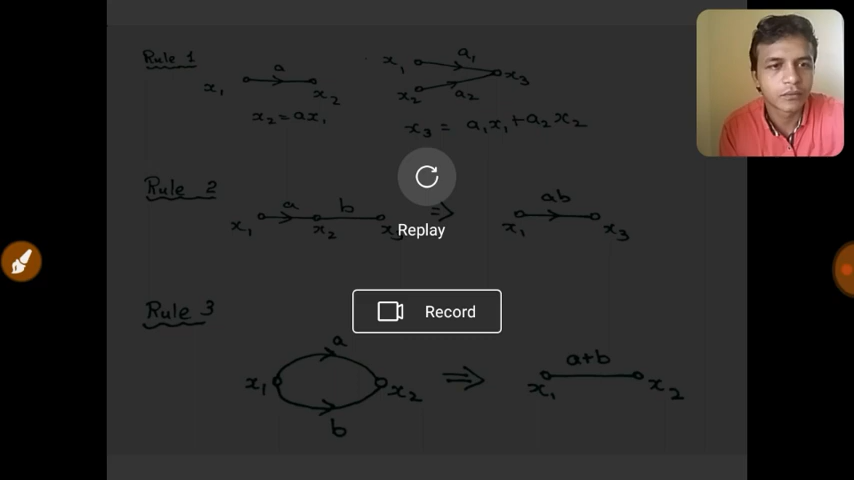 Rule 1
a
x₁
x₂
x₂ = ax₁
x₁
a₁
x₃
x₂
a₂
x₃ = a₁x₁ + a₂x₂
Rule 2
a
b
x₁
x₂
x₃
⇒
ab
x₁
x₃
Replay
Record
Rule 3
a
x₁
x₂
b
⇒
a+b
x₁
x₂